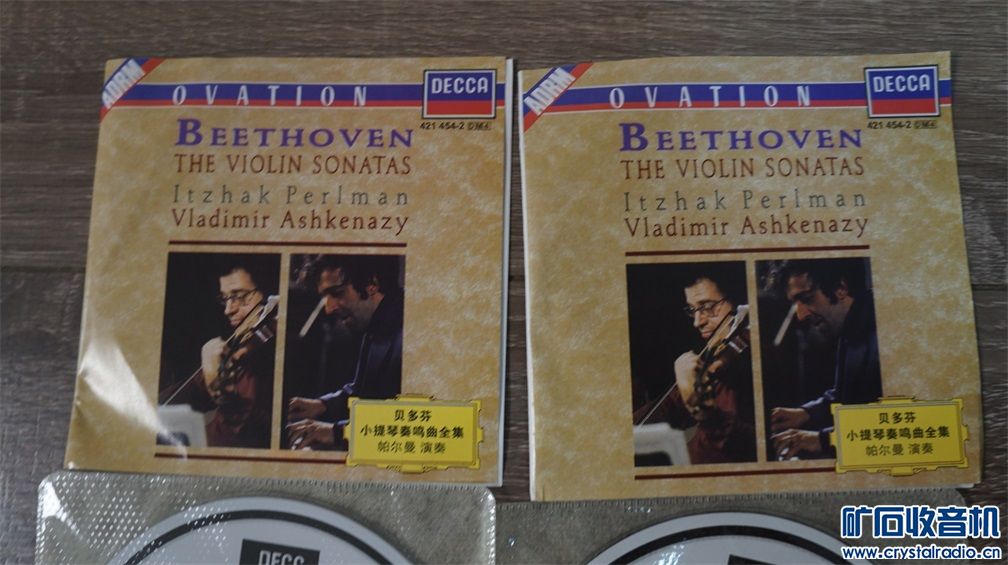 ADRM
OVATION
DECCA
421 454-2 DM4
BEETHOVEN
THE VIOLIN SONATAS
Itzhak Perlman
Vladimir Ashkenazy
贝多芬
小提琴奏鸣曲全集
帕尔曼 演奏
ADRM
OVATION
DECCA
421 454-2 DM4
BEETHOVEN
THE VIOLIN SONATAS
Itzhak Perlman
Vladimir Ashkenazy
贝多芬
小提琴奏鸣曲全集
帕尔曼 演奏
DECCA
矿石收音机
www.crystalradio.cn